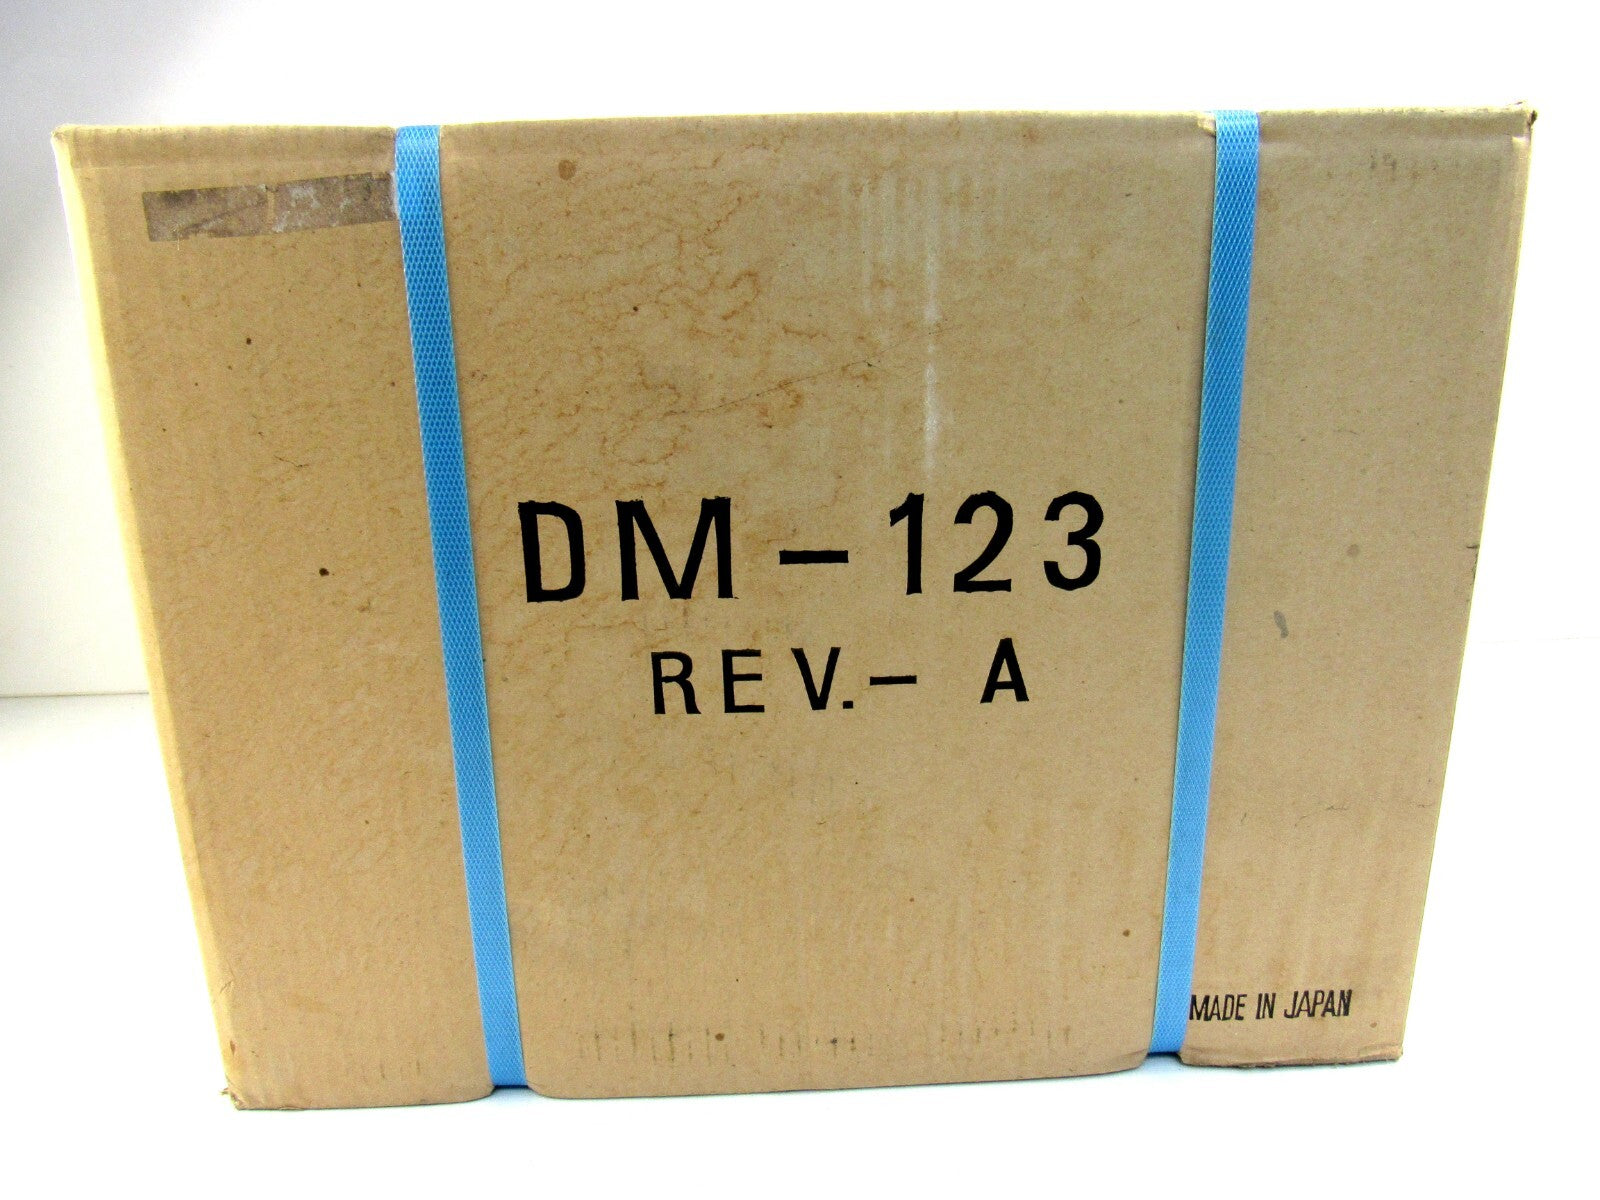 DM-123
REV.- A
MADE IN JAPAN